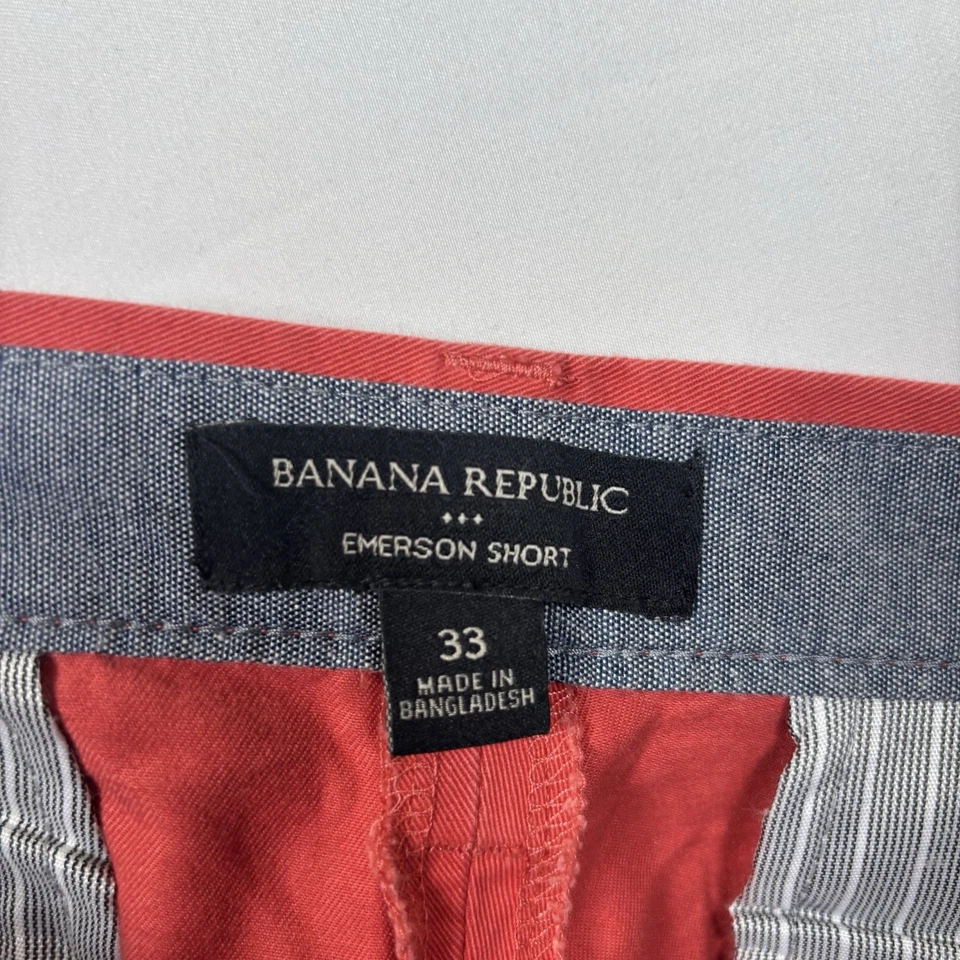 BANANA REPUBLIC
EMERSON SHORT
33
MADE IN
BANGLADESH